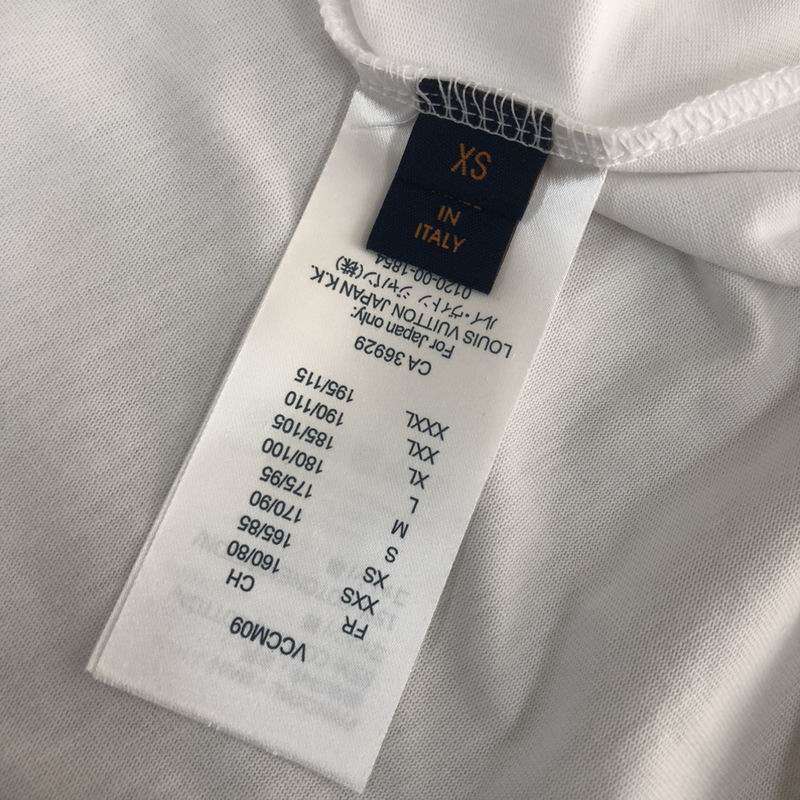 XS
IN
ITALY
VCCM09
FR CH
XXS 160/80
XS 165/85
S 170/90
M 175/95
L 180/100
XL 185/105
XXL 190/110
XXXL 195/115
CA 36929
For Japan only:
LOUIS VUITTON JAPAN K.K.
ルイ・ヴィトン ジャパン(株)
0120-00-1854